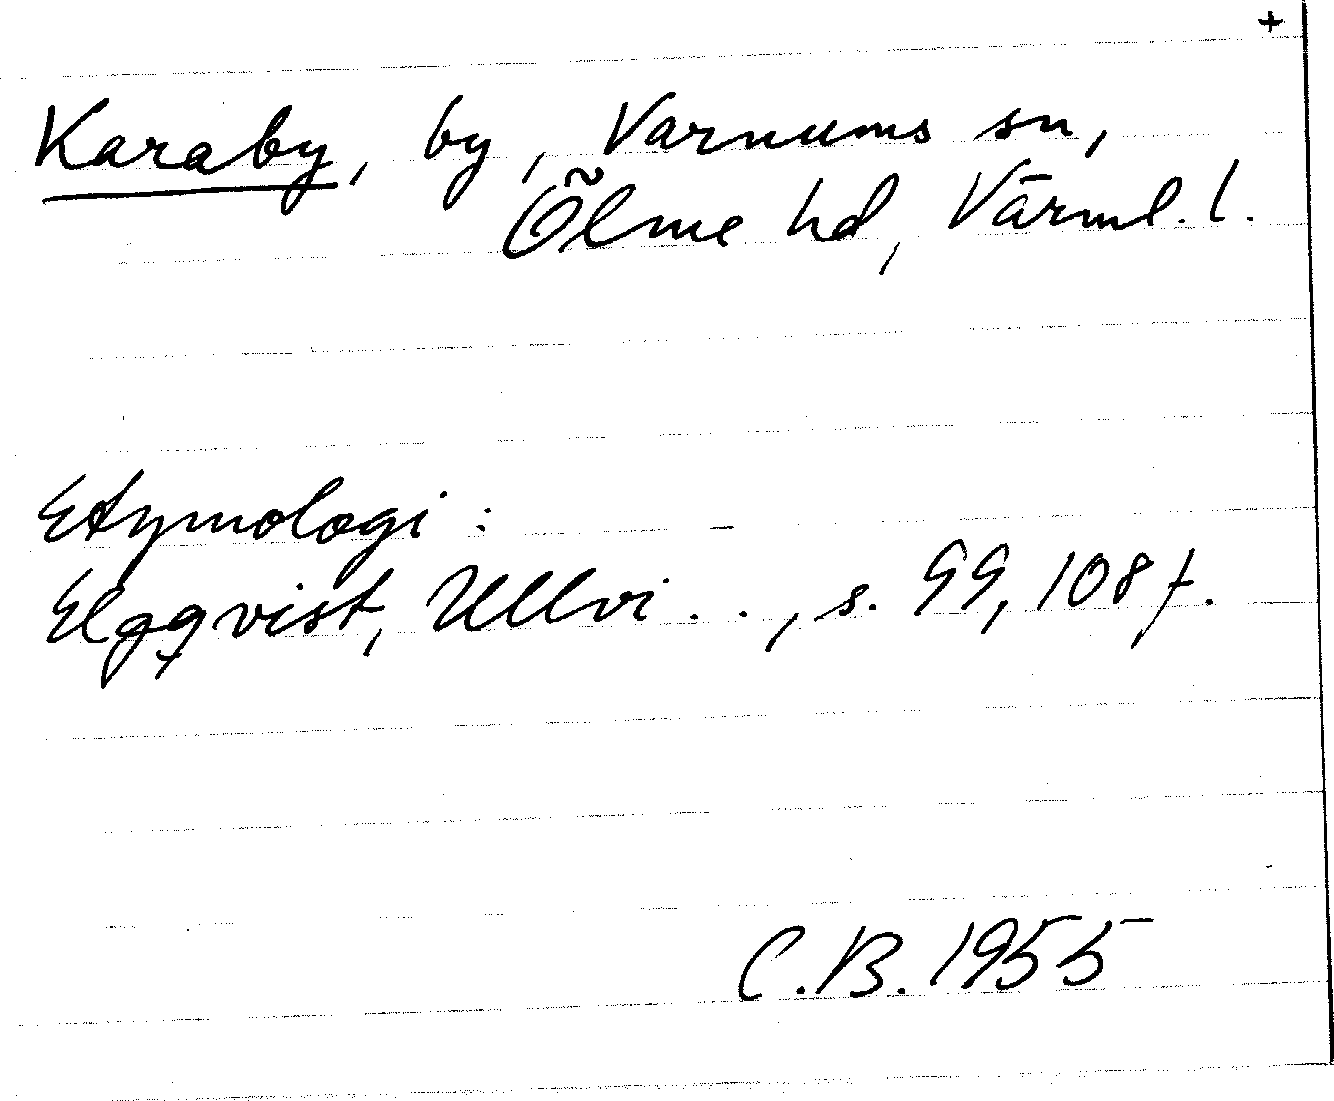 +
Karaby, by, Varnums sn,
Ölme hd, Värml. l.
Etymologi :
Elgqvist, Ullvi . . , s. 99, 108 f.
C. B. 1955